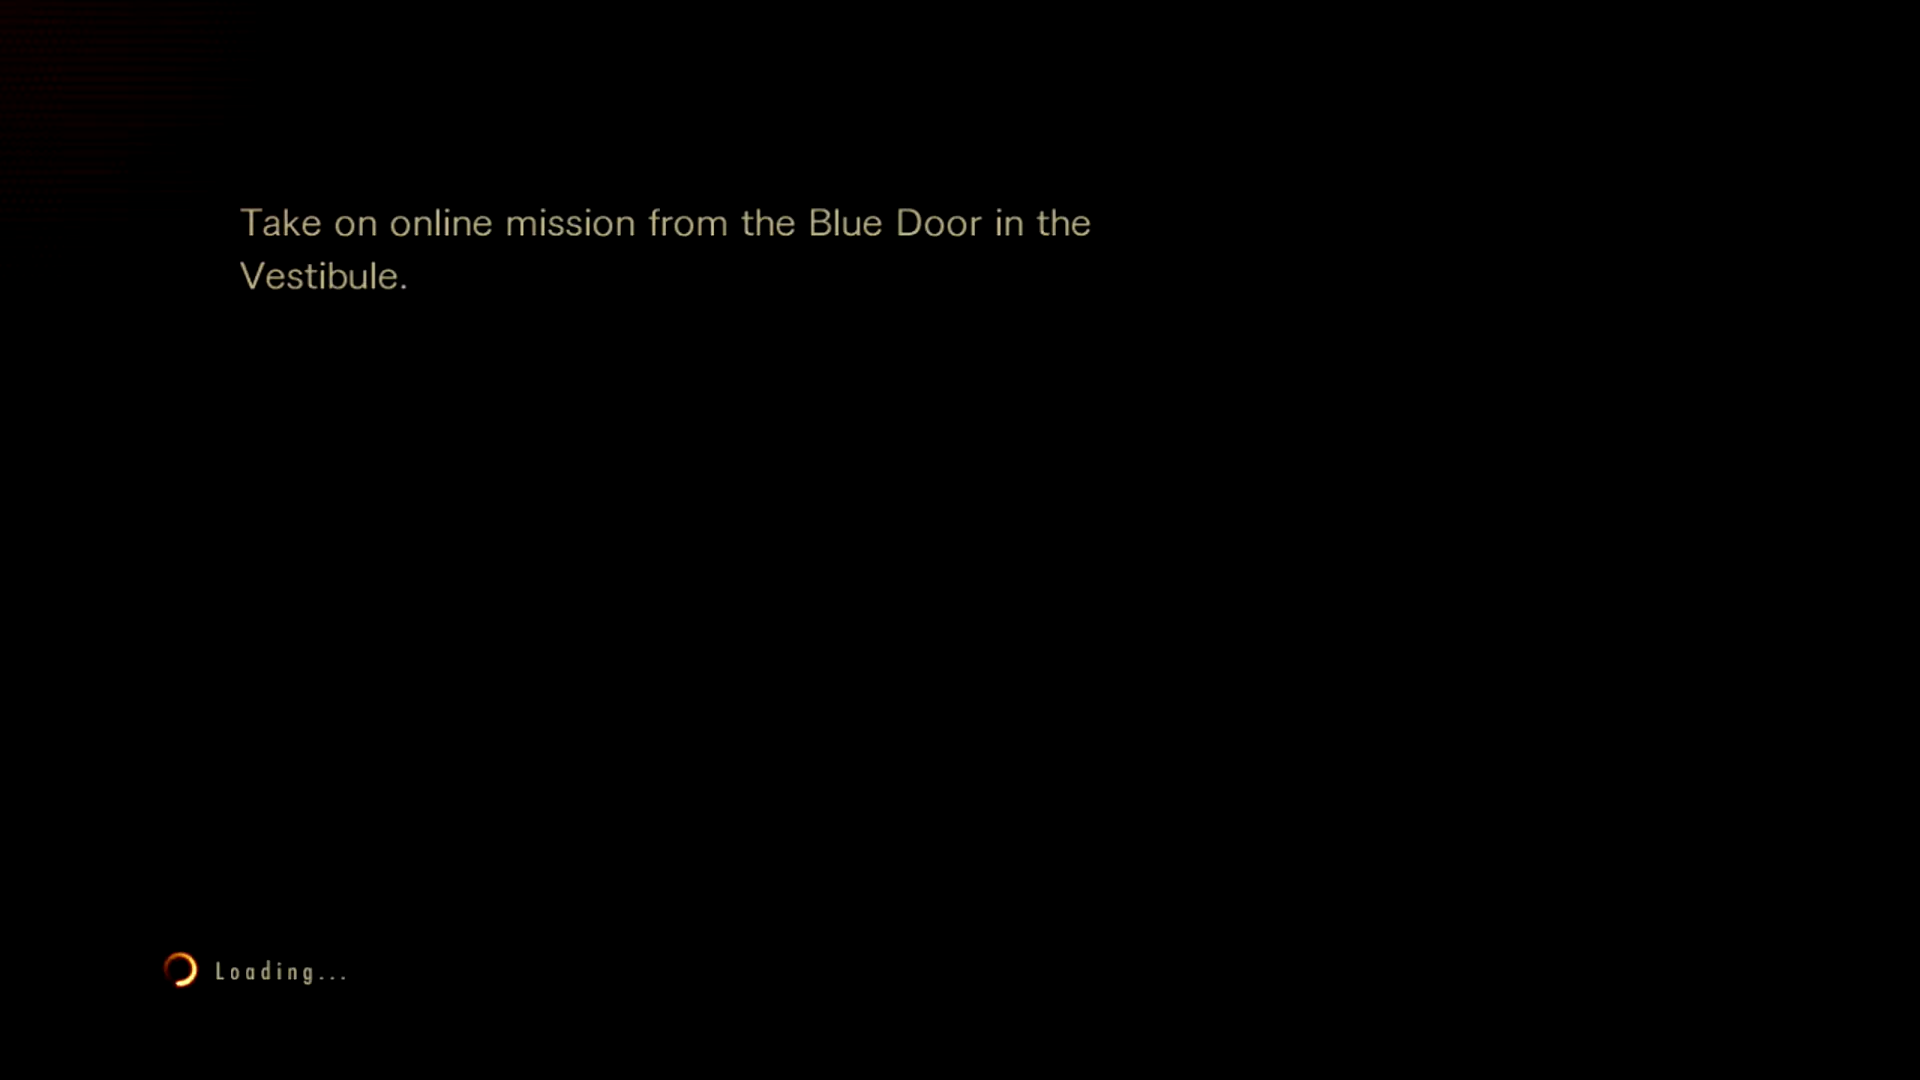 Take on online mission from the Blue Door in the
Vestibule.
Loading...